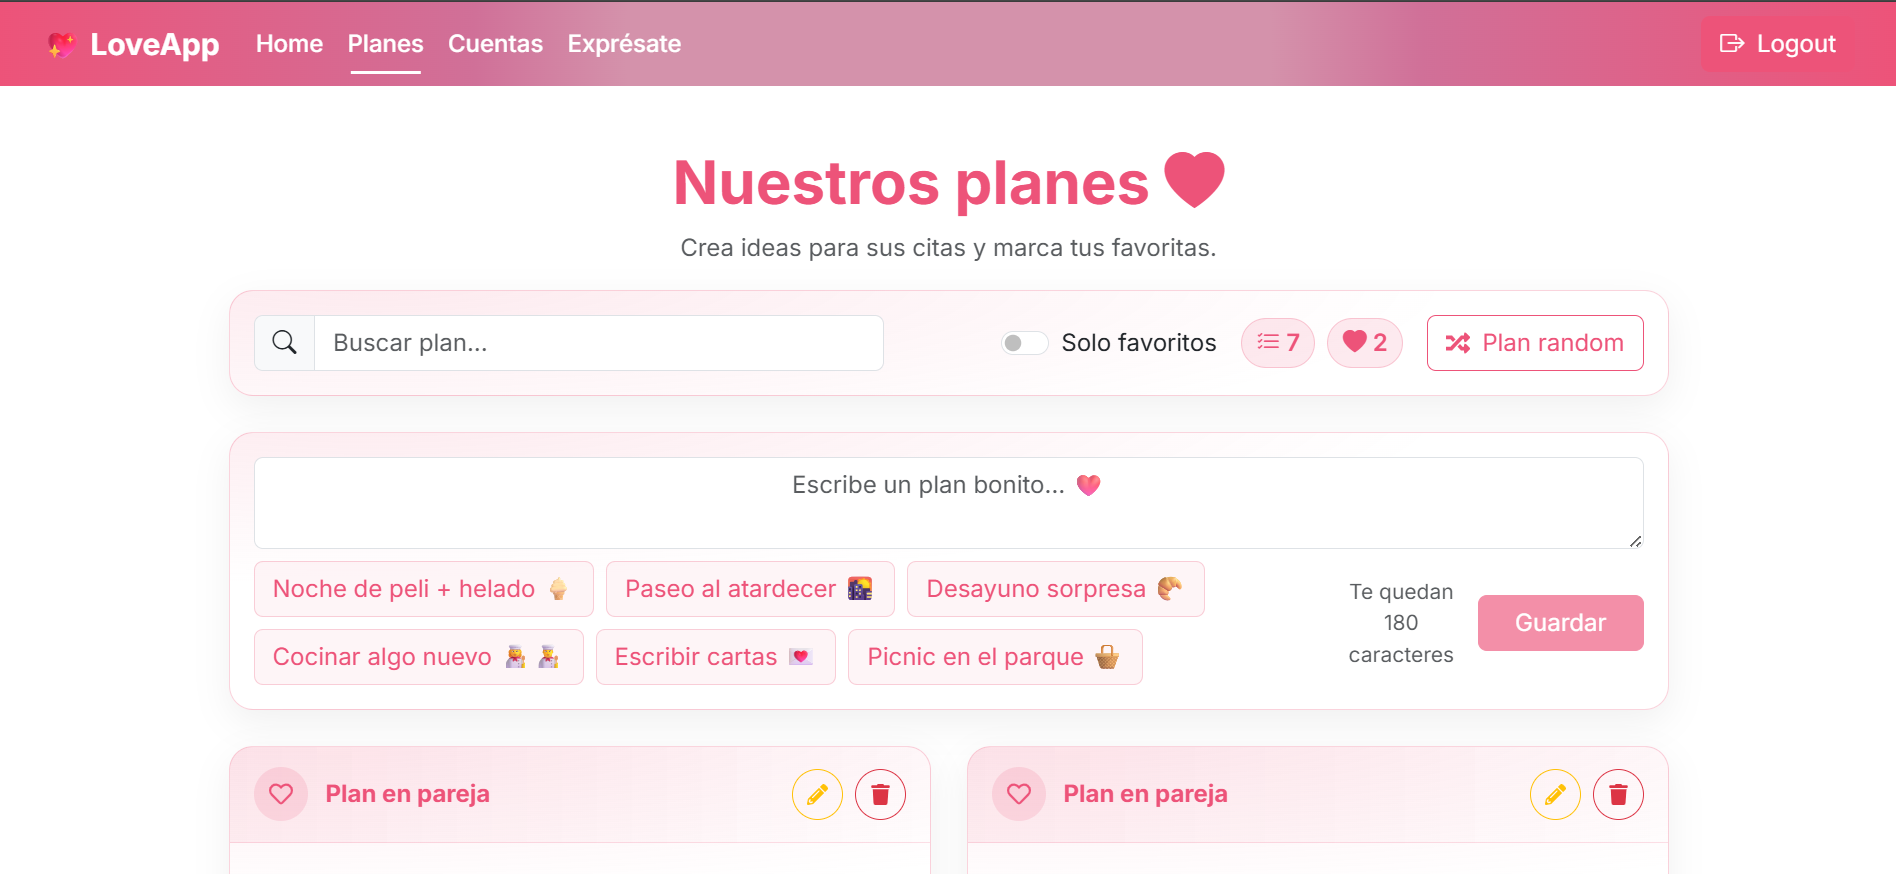 LoveApp Home Planes Cuentas Exprésate Logout
Nuestros planes
Crea ideas para sus citas y marca tus favoritas.
Buscar plan... Solo favoritos 7 2 Plan random
Escribe un plan bonito...
Noche de peli + helado Paseo al atardecer Desayuno sorpresa
Cocinar algo nuevo Escribir cartas Picnic en el parque
Te quedan
180
caracteres
Guardar
Plan en pareja
Plan en pareja